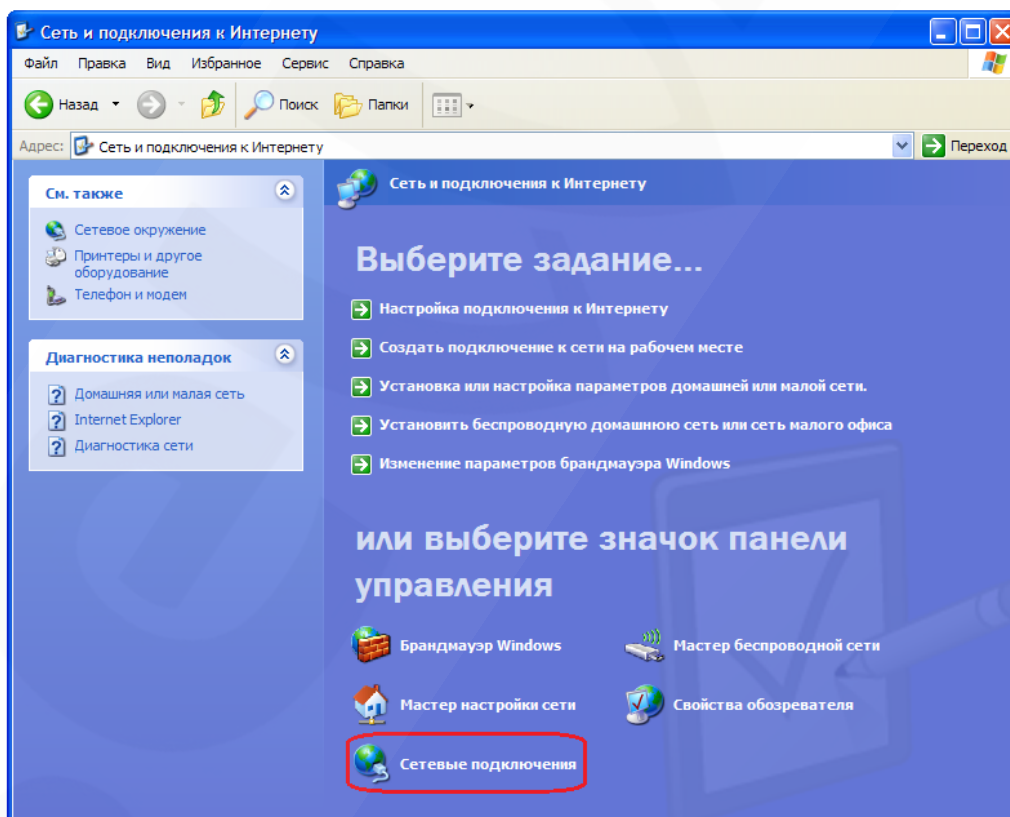 Сеть и подключения к Интернету
Файл Правка Вид Избранное Сервис Справка
Назад Поиск Папки
Адрес: Сеть и подключения к Интернету Переход
См. также
Сетевое окружение
Принтеры и другое
оборудование
Телефон и модем
Диагностика неполадок
Домашняя или малая сеть
Internet Explorer
Диагностика сети
Сеть и подключения к Интернету
Выберите задание...
Настройка подключения к Интернету
Создать подключение к сети на рабочем месте
Установка или настройка параметров домашней или малой сети.
Установить беспроводную домашнюю сеть или сеть малого офиса
Изменение параметров брандмауэра Windows
или выберите значок панели
управления
Брандмауэр Windows Мастер беспроводной сети
Мастер настройки сети Свойства обозревателя
Сетевые подключения